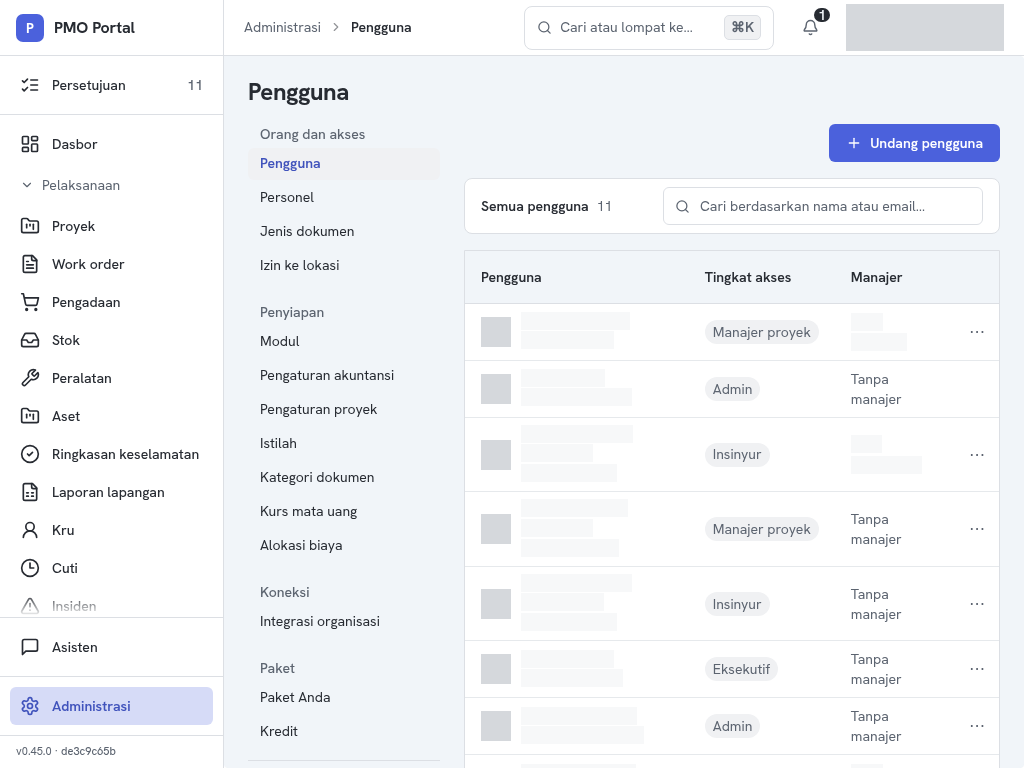 P PMO Portal
Administrasi > Pengguna
Cari atau lompat ke... ⌘K
1
Persetujuan 11
Dasbor
Pelaksanaan
Proyek
Work order
Pengadaan
Stok
Peralatan
Aset
Ringkasan keselamatan
Laporan lapangan
Kru
Cuti
Insiden
Asisten
Administrasi
v0.45.0 · de3c9c65b
Pengguna
Orang dan akses
Pengguna
Personel
Jenis dokumen
Izin ke lokasi
Penyiapan
Modul
Pengaturan akuntansi
Pengaturan proyek
Istilah
Kategori dokumen
Kurs mata uang
Alokasi biaya
Koneksi
Integrasi organisasi
Paket
Paket Anda
Kredit
+ Undang pengguna
Semua pengguna 11
Cari berdasarkan nama atau email...
Pengguna Tingkat akses Manajer
Manajer proyek
Admin
Tanpa
manajer
Insinyur
Manajer proyek
Tanpa
manajer
Insinyur
Tanpa
manajer
Eksekutif
Tanpa
manajer
Admin
Tanpa
manajer